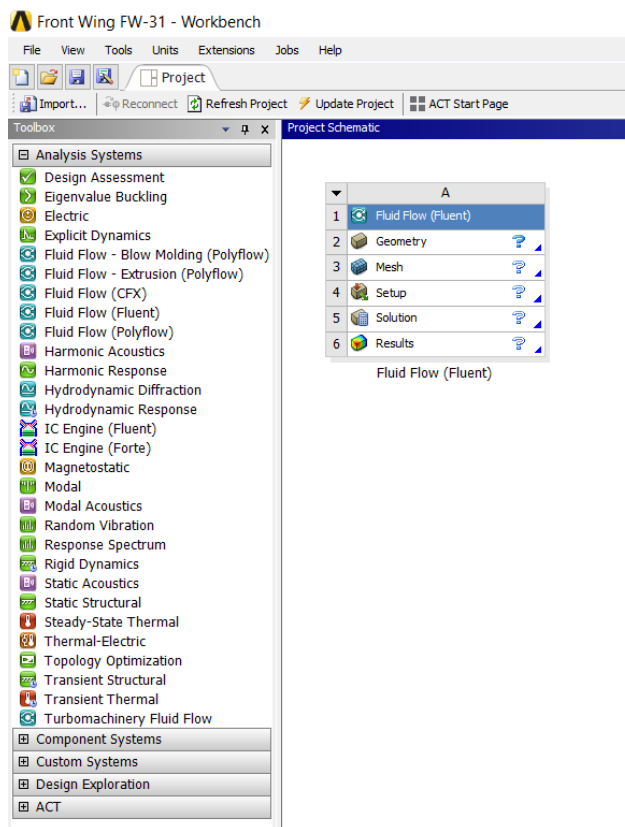 Front Wing FW-31 - Workbench
File View Tools Units Extensions Jobs Help
Project
Import... Reconnect Refresh Project Update Project ACT Start Page
Toolbox
Project Schematic
Analysis Systems
Design Assessment
Eigenvalue Buckling
Electric
Explicit Dynamics
Fluid Flow - Blow Molding (Polyflow)
Fluid Flow - Extrusion (Polyflow)
Fluid Flow (CFX)
Fluid Flow (Fluent)
Fluid Flow (Polyflow)
Harmonic Acoustics
Harmonic Response
Hydrodynamic Diffraction
Hydrodynamic Response
IC Engine (Fluent)
IC Engine (Forte)
Magnetostatic
Modal
Modal Acoustics
Random Vibration
Response Spectrum
Rigid Dynamics
Static Acoustics
Static Structural
Steady-State Thermal
Thermal-Electric
Topology Optimization
Transient Structural
Transient Thermal
Turbomachinery Fluid Flow
Component Systems
Custom Systems
Design Exploration
ACT
A
1 Fluid Flow (Fluent)
2 Geometry ?
3 Mesh ?
4 Setup ?
5 Solution ?
6 Results ?
Fluid Flow (Fluent)